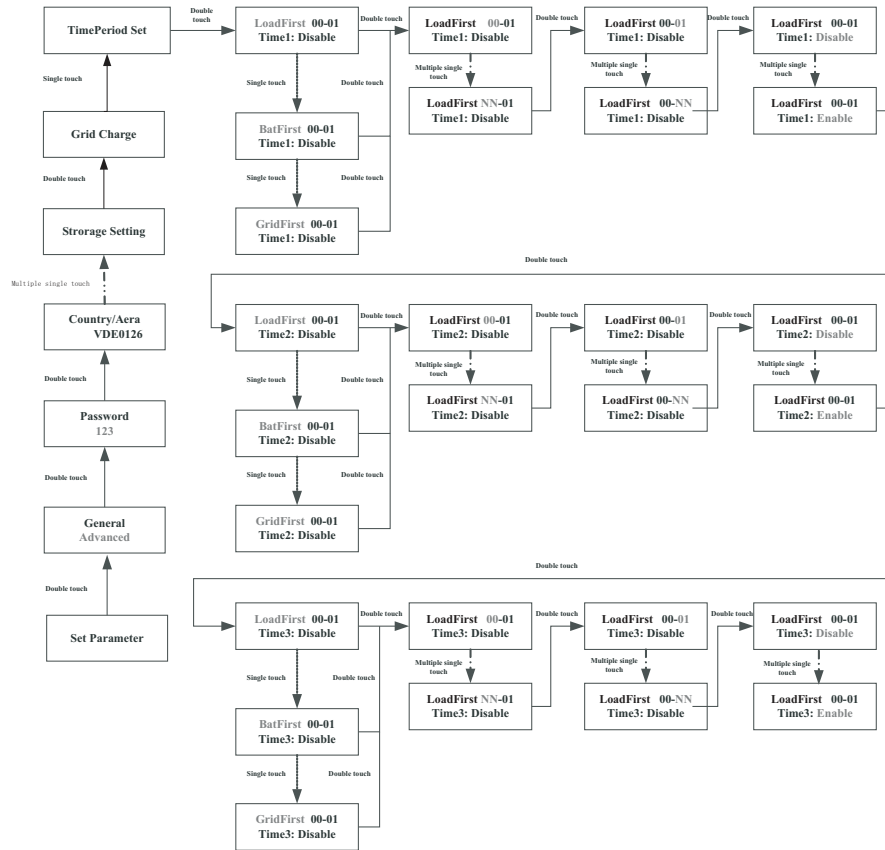 TimePeriod Set
Double touch
LoadFirst 00-01
Time1: Disable
Double touch
LoadFirst 00-01
Time1: Disable
Double touch
LoadFirst 00-01
Time1: Disable
Double touch
LoadFirst 00-01
Time1: Disable
Single touch
Single touch
Double touch
Multiple single touch
Multiple single touch
Multiple single touch
LoadFirst NN-01
Time1: Disable
LoadFirst 00-NN
Time1: Disable
LoadFirst 00-01
Time1: Enable
Grid Charge
BatFirst 00-01
Time1: Disable
Double touch
Single touch
Double touch
Strorage Setting
GridFirst 00-01
Time1: Disable
Double touch
Multiple single touch
Country/Aera
VDE0126
LoadFirst 00-01
Time2: Disable
Double touch
LoadFirst 00-01
Time2: Disable
Double touch
LoadFirst 00-01
Time2: Disable
Double touch
LoadFirst 00-01
Time2: Disable
Double touch
Single touch
Double touch
Multiple single touch
Multiple single touch
Multiple single touch
LoadFirst NN-01
Time2: Disable
LoadFirst 00-NN
Time2: Disable
LoadFirst 00-01
Time2: Enable
Password
123
BatFirst 00-01
Time2: Disable
Double touch
Single touch
Double touch
General
Advanced
GridFirst 00-01
Time2: Disable
Double touch
Double touch
Set Parameter
LoadFirst 00-01
Time3: Disable
Double touch
LoadFirst 00-01
Time3: Disable
Double touch
LoadFirst 00-01
Time3: Disable
Double touch
LoadFirst 00-01
Time3: Disable
Single touch
Double touch
Multiple single touch
Multiple single touch
Multiple single touch
LoadFirst NN-01
Time3: Disable
LoadFirst 00-NN
Time3: Disable
LoadFirst 00-01
Time3: Enable
BatFirst 00-01
Time3: Disable
Single touch
Double touch
GridFirst 00-01
Time3: Disable